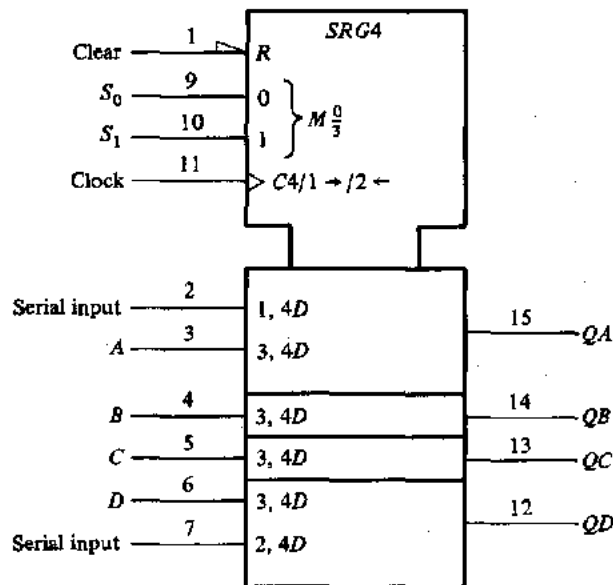 SRG4
Clear 1 R
S₀ 9 0
S₁ 10 1
M 0/3
Clock 11 C4/1 → /2 ←
Serial input 2 1, 4D
A 3 3, 4D
15 QA
B 4 3, 4D 14 QB
C 5 3, 4D 13 QC
D 6 3, 4D
12 QD
Serial input 7 2, 4D